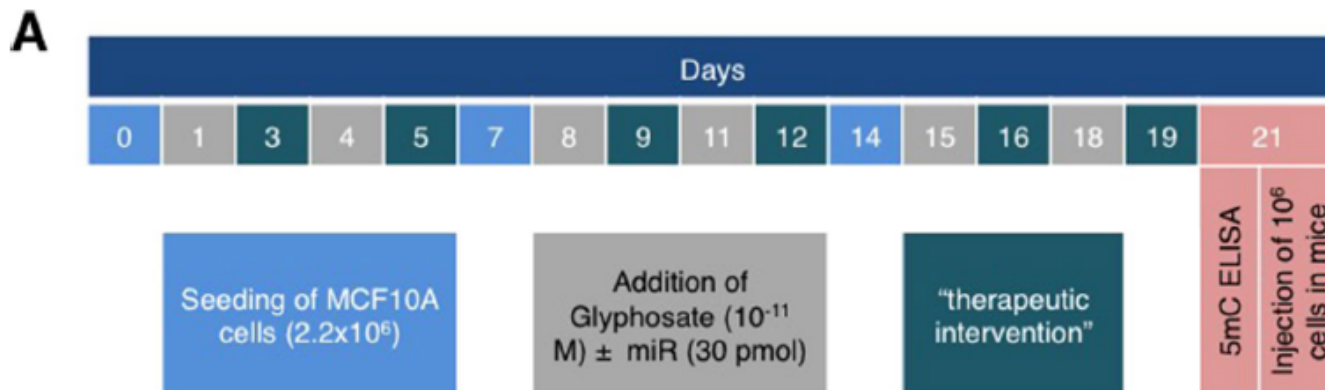 A
Days
0 1 3 4 5 7 8 9 11 12 14 15 16 18 19 21
Seeding of MCF10A
cells (2.2x10⁶)
Addition of
Glyphosate (10⁻¹¹
M) ± miR (30 pmol)
"therapeutic
intervention"
5mC ELISA
Injection of 10⁶
cells in mice